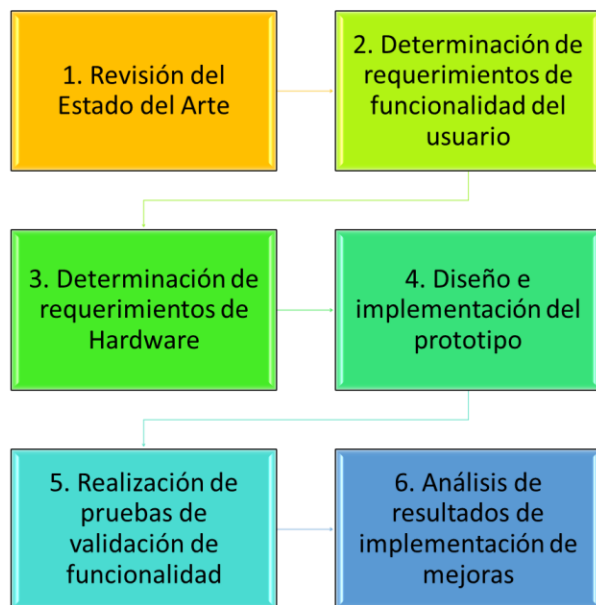 1. Revisión del
Estado del Arte
2. Determinación de
requerimientos de
funcionalidad del
usuario
3. Determinación de
requerimientos de
Hardware
4. Diseño e
implementación del
prototipo
5. Realización de
pruebas de
validación de
funcionalidad
6. Análisis de
resultados de
implementación de
mejoras